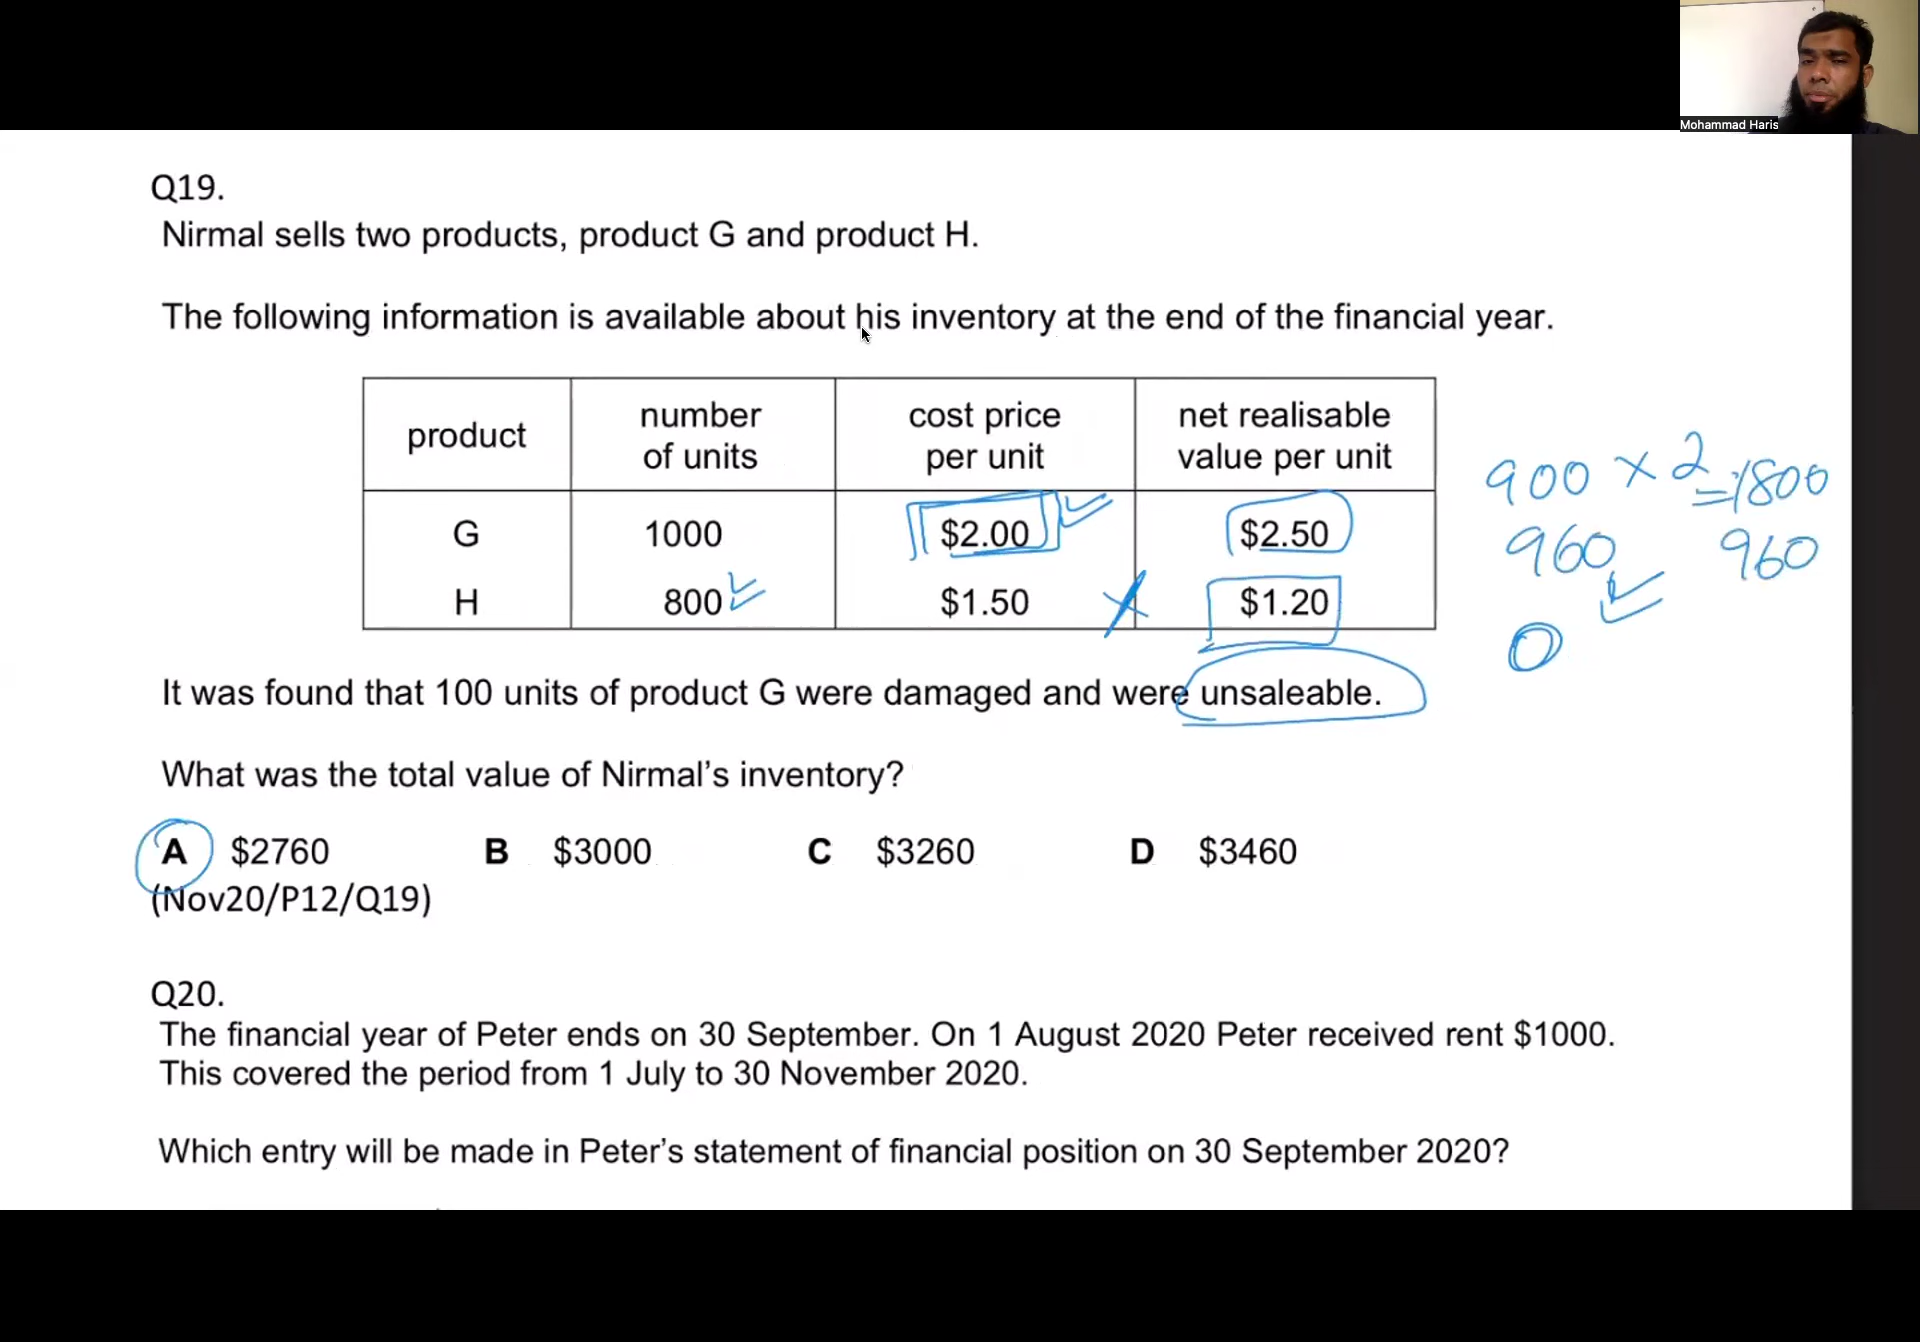 Mohammad Haris
Q19.
Nirmal sells two products, product G and product H.
The following information is available about his inventory at the end of the financial year.
product number of units cost price per unit net realisable value per unit
G 1000 $2.00 $2.50
H 800 $1.50 $1.20
900 × 2 = 1800
960 960
0
It was found that 100 units of product G were damaged and were unsaleable.
What was the total value of Nirmal’s inventory?
A $2760 B $3000 C $3260 D $3460
(Nov20/P12/Q19)
Q20.
The financial year of Peter ends on 30 September. On 1 August 2020 Peter received rent $1000.
This covered the period from 1 July to 30 November 2020.
Which entry will be made in Peter’s statement of financial position on 30 September 2020?